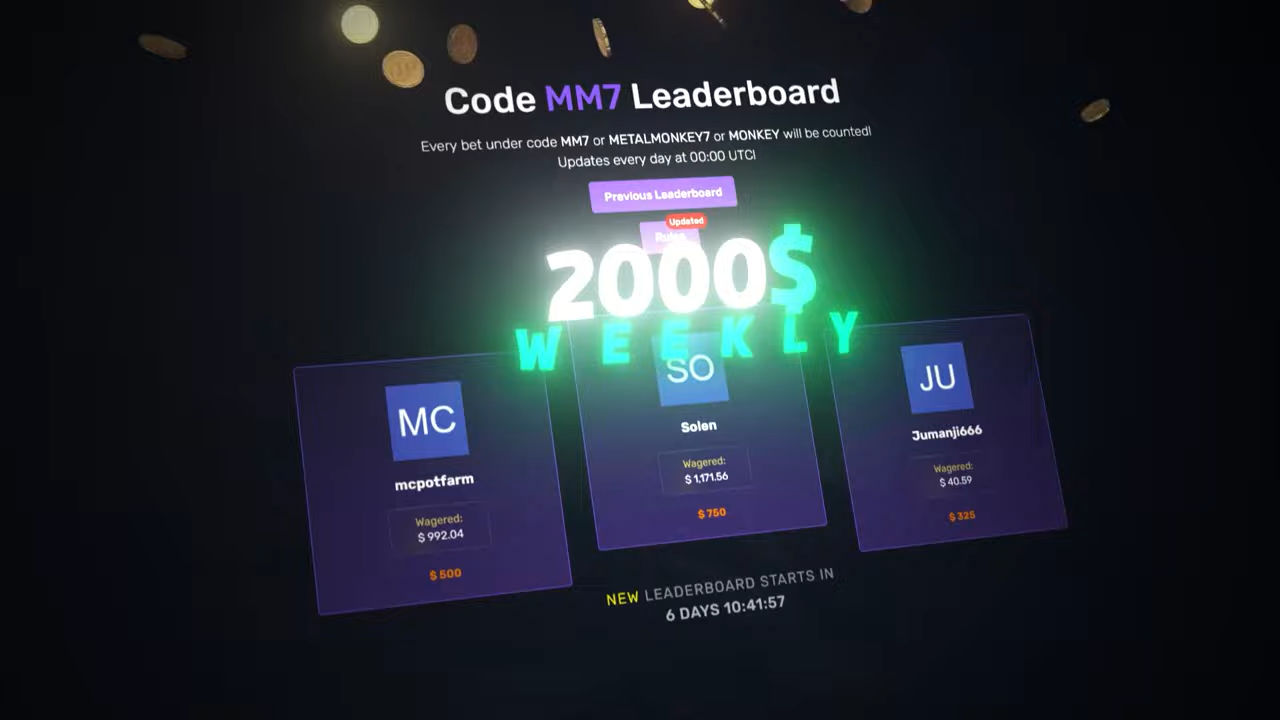 Code MM7 Leaderboard
Every bet under code MM7 or METALMONKEY7 or MONKEY will be counted!
Updates every day at 00:00 UTC!
Previous Leaderboard
Updated
Rules
2000$
WEEKLY
MC
mcpotfarm
Wagered:
$ 992.04
$ 500
SO
Solen
Wagered:
$ 1,171.56
$ 750
JU
Jumanji666
Wagered:
$ 40.59
$ 325
NEW LEADERBOARD STARTS IN
6 DAYS 10:41:57